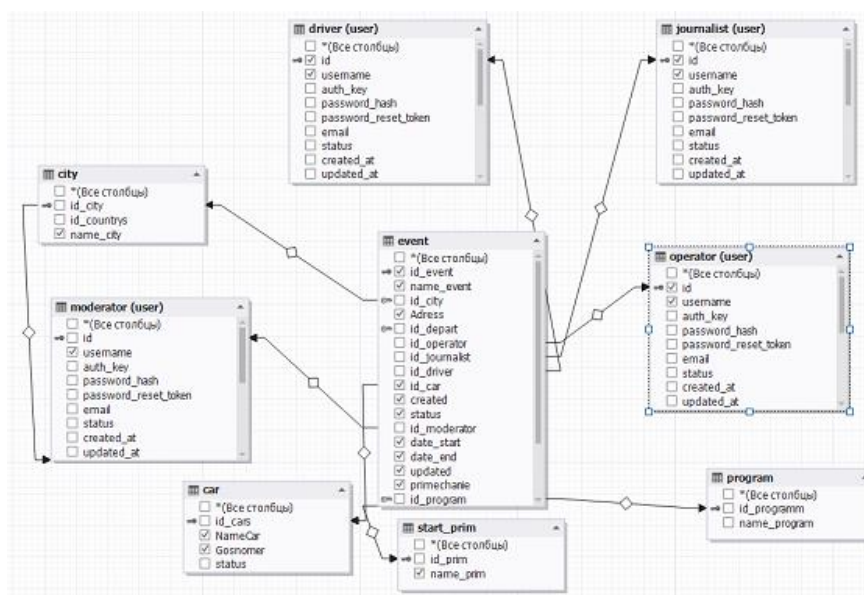 driver (user)
*(Все столбцы)
id
username
auth_key
password_hash
password_reset_token
email
status
created_at
updated_at
journalist (user)
*(Все столбцы)
id
username
auth_key
password_hash
password_reset_token
email
status
created_at
updated_at
city
*(Все столбцы)
id_city
id_countrys
name_city
event
*(Все столбцы)
id_event
name_event
id_city
Adress
id_depart
id_operator
id_journalist
id_driver
id_car
created
status
id_moderator
date_start
date_end
updated
primechanie
id_program
operator (user)
*(Все столбцы)
id
username
auth_key
password_hash
password_reset_token
email
status
created_at
updated_at
moderator (user)
*(Все столбцы)
id
username
auth_key
password_hash
password_reset_token
email
status
created_at
updated_at
car
*(Все столбцы)
id_cars
NameCar
Gosnomer
status
start_prim
*(Все столбцы)
id_prim
name_prim
program
*(Все столбцы)
id_programm
name_program